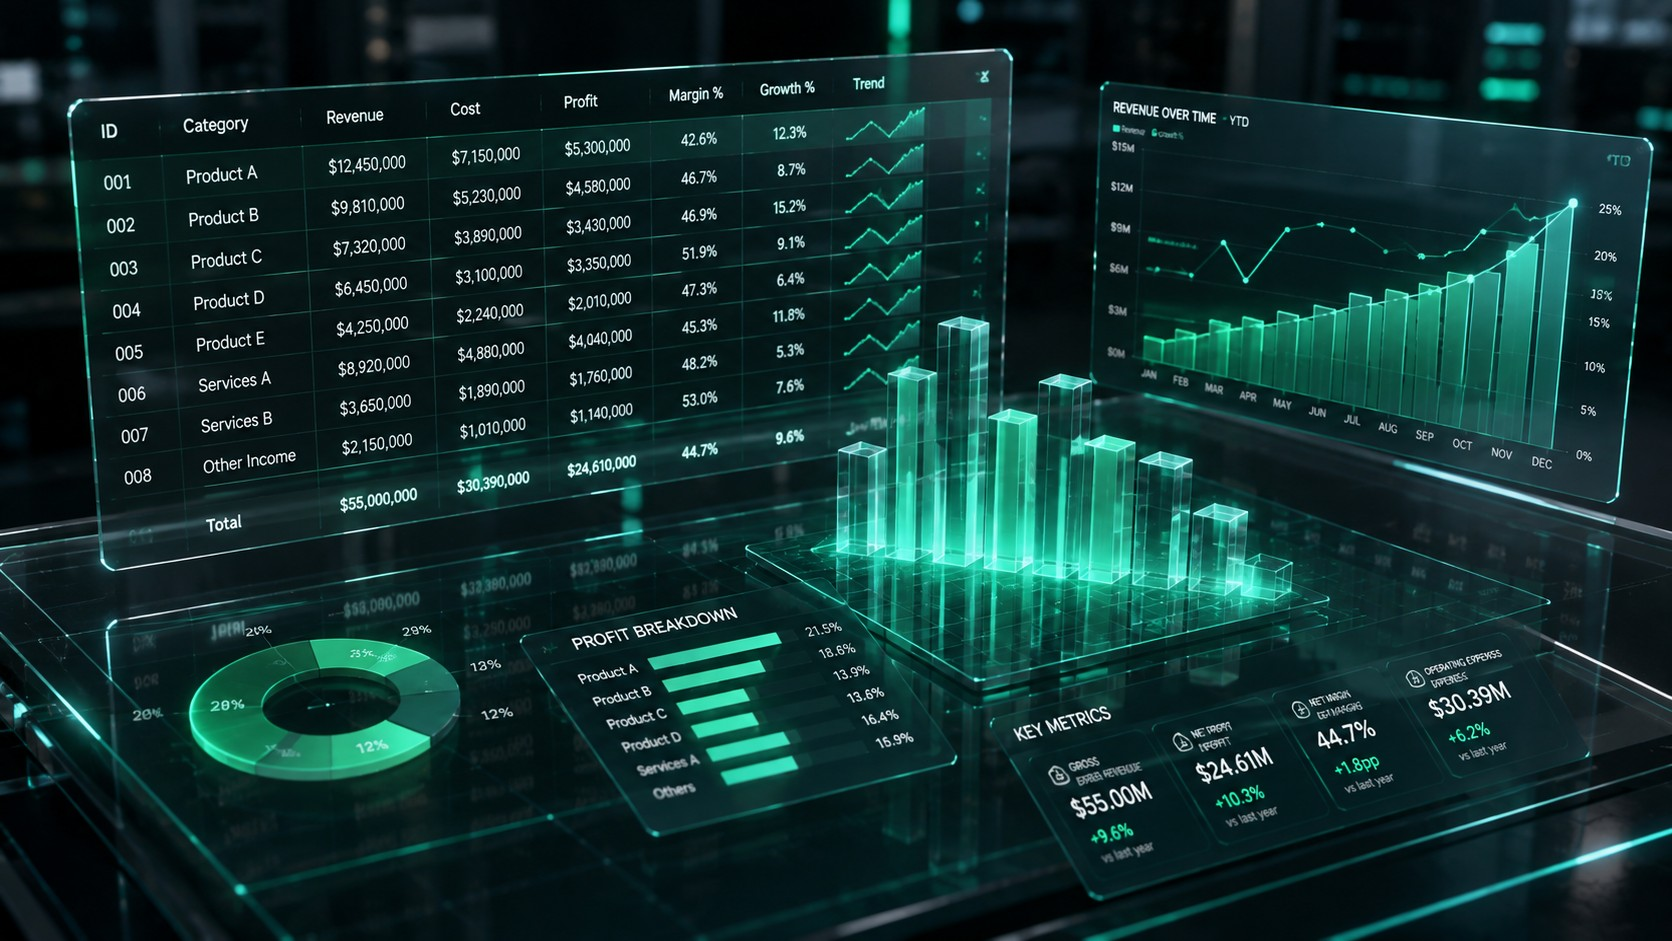 ID Category Revenue Cost Profit Margin % Growth % Trend
001 Product A $12,450,000 $7,150,000 $5,300,000 42.6% 12.3%
002 Product B $9,810,000 $5,230,000 $4,580,000 46.7% 8.7%
003 Product C $7,320,000 $3,890,000 $3,430,000 46.9% 15.2%
004 Product D $6,450,000 $3,100,000 $3,350,000 51.9% 9.1%
005 Product E $4,250,000 $2,240,000 $2,010,000 47.3% 6.4%
006 Services A $8,920,000 $4,880,000 $4,040,000 45.3% 11.8%
007 Services B $3,650,000 $1,890,000 $1,760,000 48.2% 5.3%
008 Other Income $2,150,000 $1,010,000 $1,140,000 53.0% 7.6%
Total $55,000,000 $30,390,000 $24,610,000 44.7% 9.6%
REVENUE OVER TIME - YTD
Revenue
$15M
$12M
$9M
$6M
$3M
$0M
25%
20%
15%
10%
5%
0%
JAN FEB MAR APR MAY JUN JUL AUG SEP OCT NOV DEC
29%
13%
12%
20%
12%
PROFIT BREAKDOWN
Product A 21.5%
Product B 18.6%
Product C 13.9%
Product D 13.6%
Services A 16.4%
Others 15.9%
KEY METRICS
GROSS
$55.00M
+9.6%
vs last year
$24.61M
+10.3%
vs last year
44.7%
+1.8pp
vs last year
OPERATING EXPENSES
$30.39M
+6.2%
vs last year